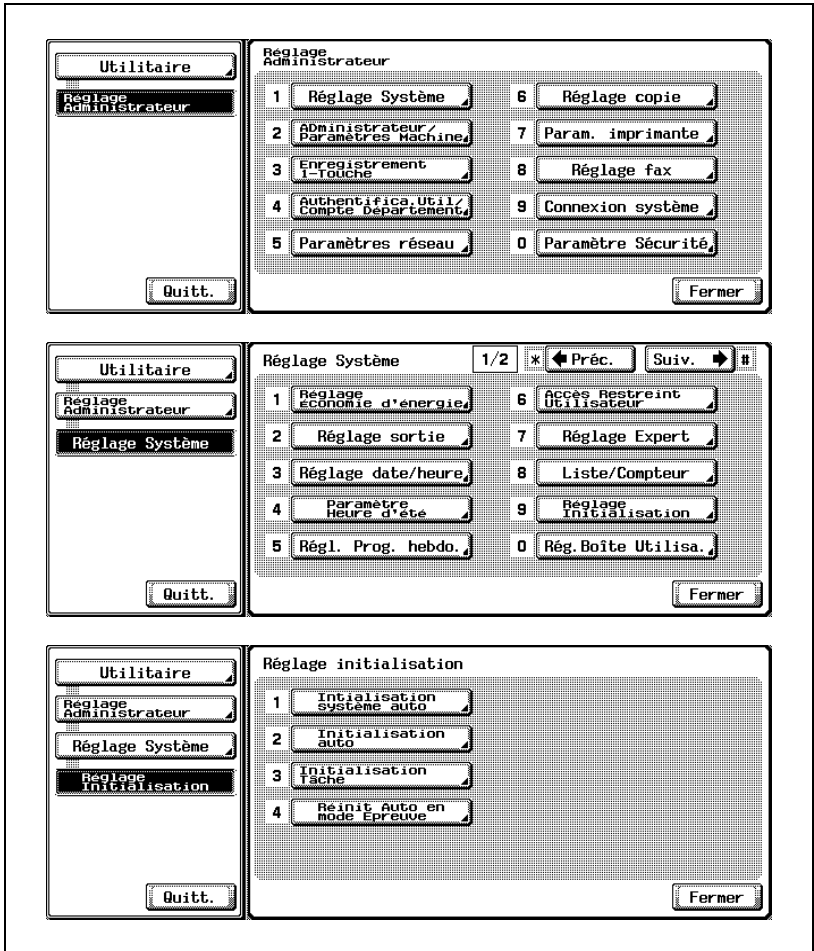 Utilitaire
Réglage
Administrateur
Quitt.
Réglage
Administrateur
1 Réglage Système
2 ADministrateur/
Paramètres Machine
3 Enregistrement
1-Touche
4 Authentifica.Util/
Compte Département
5 Paramètres réseau
6 Réglage copie
7 Param. imprimante
8 Réglage fax
9 Connexion système
0 Paramètre Sécurité
Fermer
Utilitaire
Réglage
Administrateur
Réglage Système
Quitt.
Réglage Système 1/2 * Préc. Suiv. #
1 Réglage
économie d'énergie
2 Réglage sortie
3 Réglage date/heure
4 Paramètre
Heure d'été
5 Régl. Prog. hebdo.
6 Accès Restreint
Utilisateur
7 Réglage Expert
8 Liste/Compteur
9 Réglage
Initialisation
0 Rég.Boîte Utilisa.
Fermer
Utilitaire
Réglage
Administrateur
Réglage Système
Réglage
Initialisation
Quitt.
Réglage initialisation
1 Intialisation
système auto
2 Initialisation
auto
3 Initialisation
Tâche
4 Réinit Auto en
mode Epreuve
Fermer